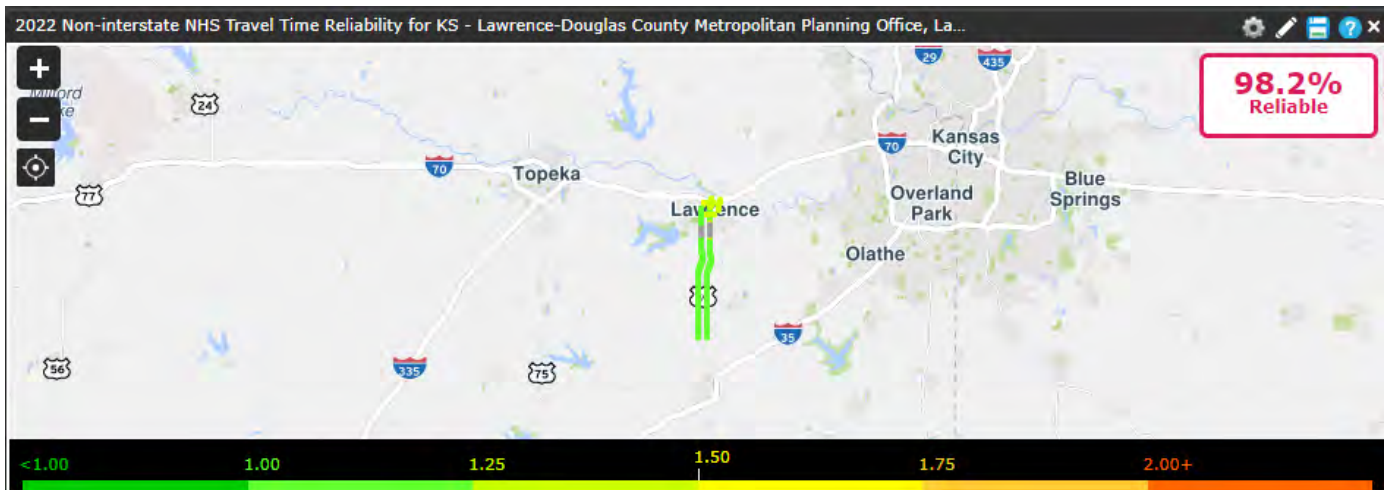 2022 Non-interstate NHS Travel Time Reliability for KS - Lawrence-Douglas County Metropolitan Planning Office, La...
98.2%
Reliable
+
−
29
435
24
70
Kansas
City
70
Topeka
77
Blue
Springs
Overland
Park
Lawrence
Olathe
35
56
335
75
<1.00 1.00 1.25 1.50 1.75 2.00+